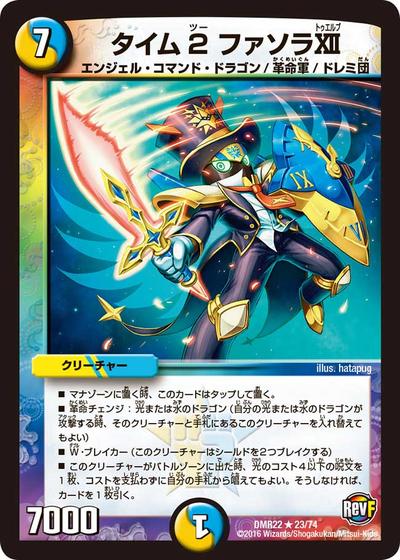 7
タイム 2 ファソラⅫ
ツー トゥエルブ
エンジェル・コマンド・ドラゴン / 革命軍 / ドレミ団
かくめいぐん だん
illus. hatapug
クリーチャー
■ マナゾーンに置く時、このカードはタップして置く。
■ 革命チェンジ:光または水のドラゴン(自分の光または水のドラゴンが
攻撃する時、そのクリーチャーと手札にあるこのクリーチャーを入れ替えて
もよい)
■ W・ブレイカー(このクリーチャーはシールドを2つブレイクする)
■ このクリーチャーがバトルゾーンに出た時、光のコスト4以下の呪文を
1枚、コストを支払わずに自分の手札から唱えてもよい。そうしなければ、
カードを1枚引く。
RevF
7000
1
DMR22 ★ 23/74
©2016 Wizards/Shogakukan/Mitsui-Kids